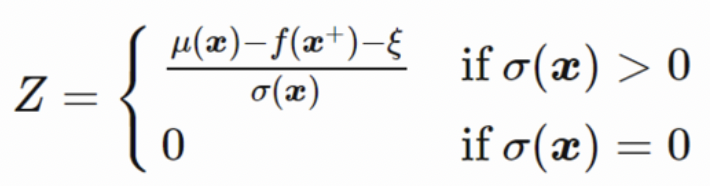 Z = { (μ(x)−f(x⁺)−ξ)/σ(x) if σ(x) > 0
0 if σ(x) = 0